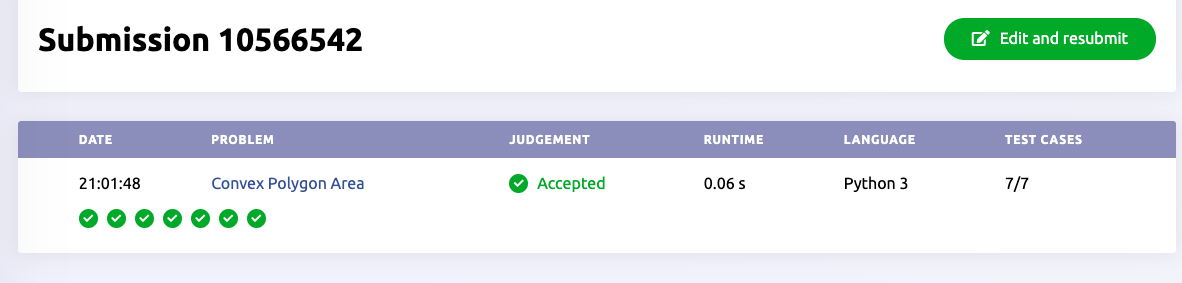 Submission 10566542
Edit and resubmit
DATE PROBLEM JUDGEMENT RUNTIME LANGUAGE TEST CASES
21:01:48 Convex Polygon Area Accepted 0.06 s Python 3 7/7